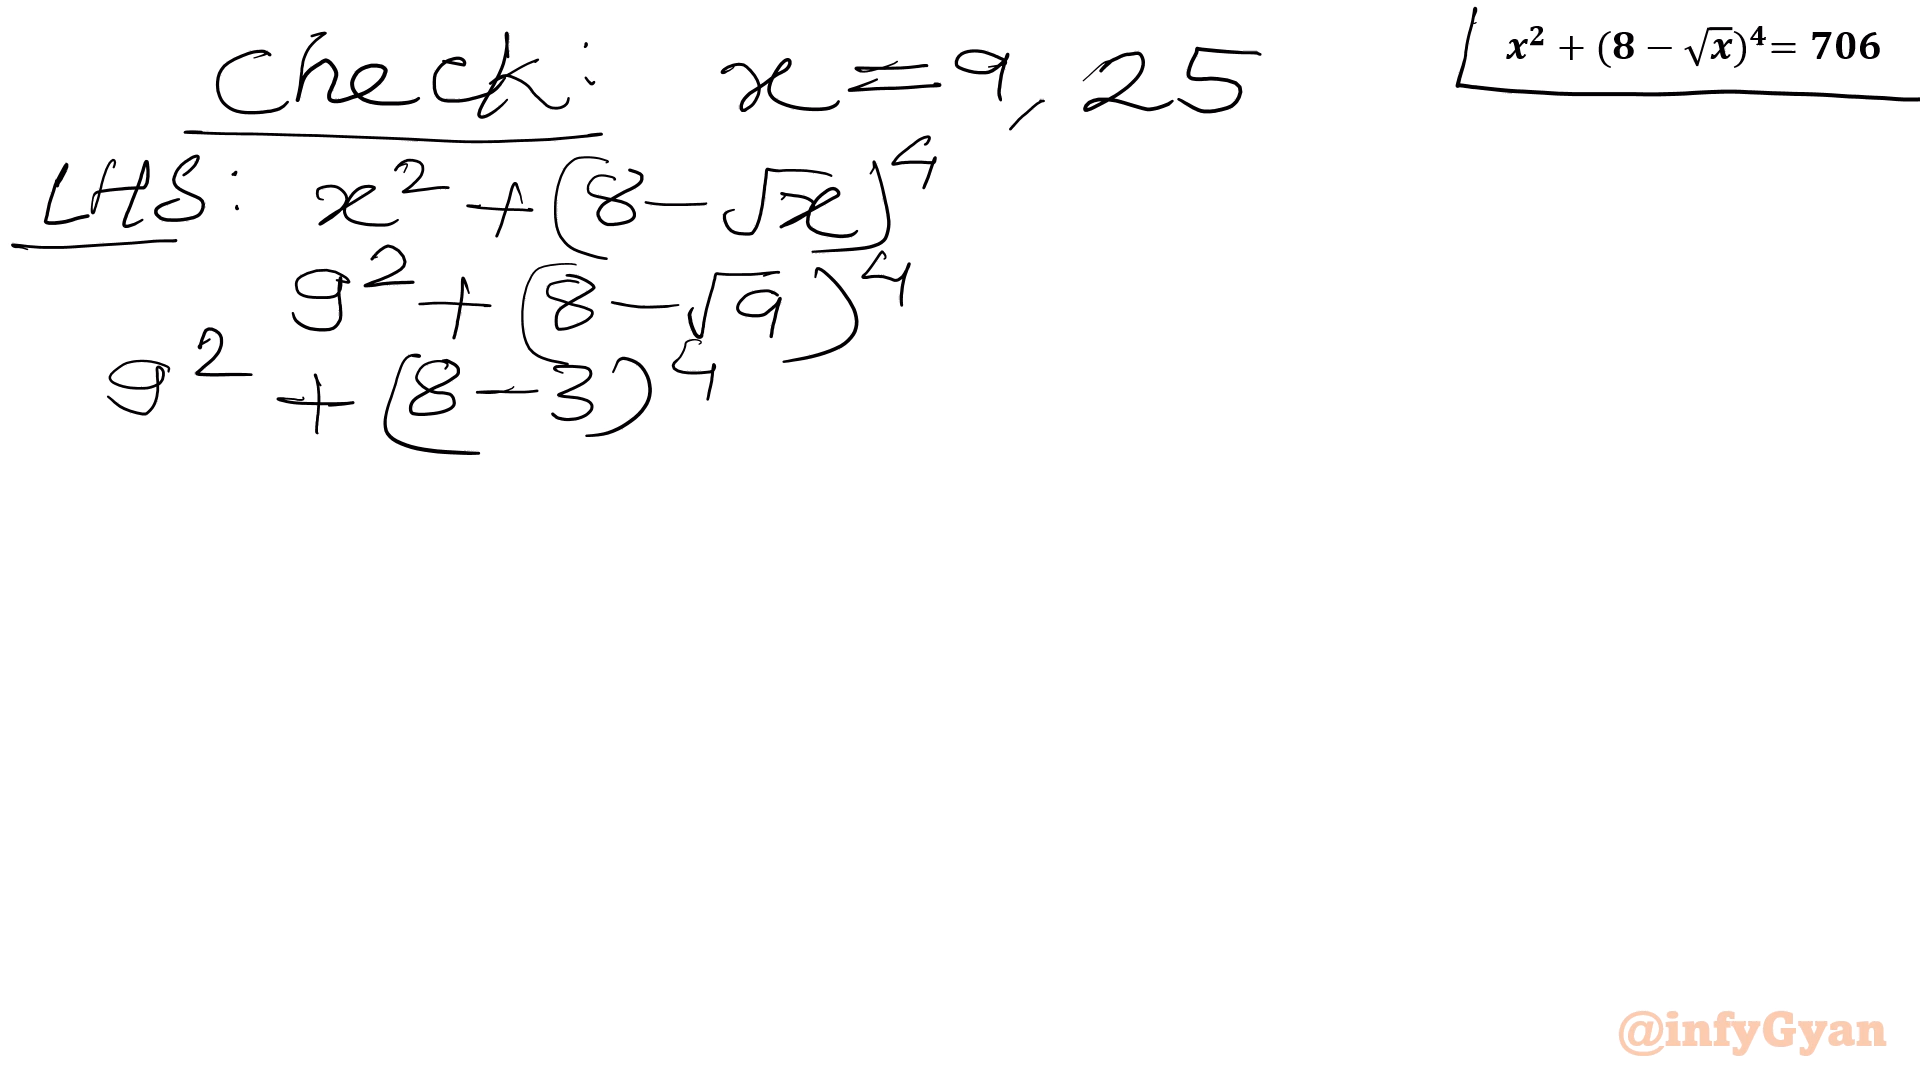 Check: x = 9, 25
x² + (8 − √x)⁴ = 706
LHS: x² + (8 − √x)⁴
9² + (8 − √9)⁴
9² + (8 − 3)⁴
@infyGyan